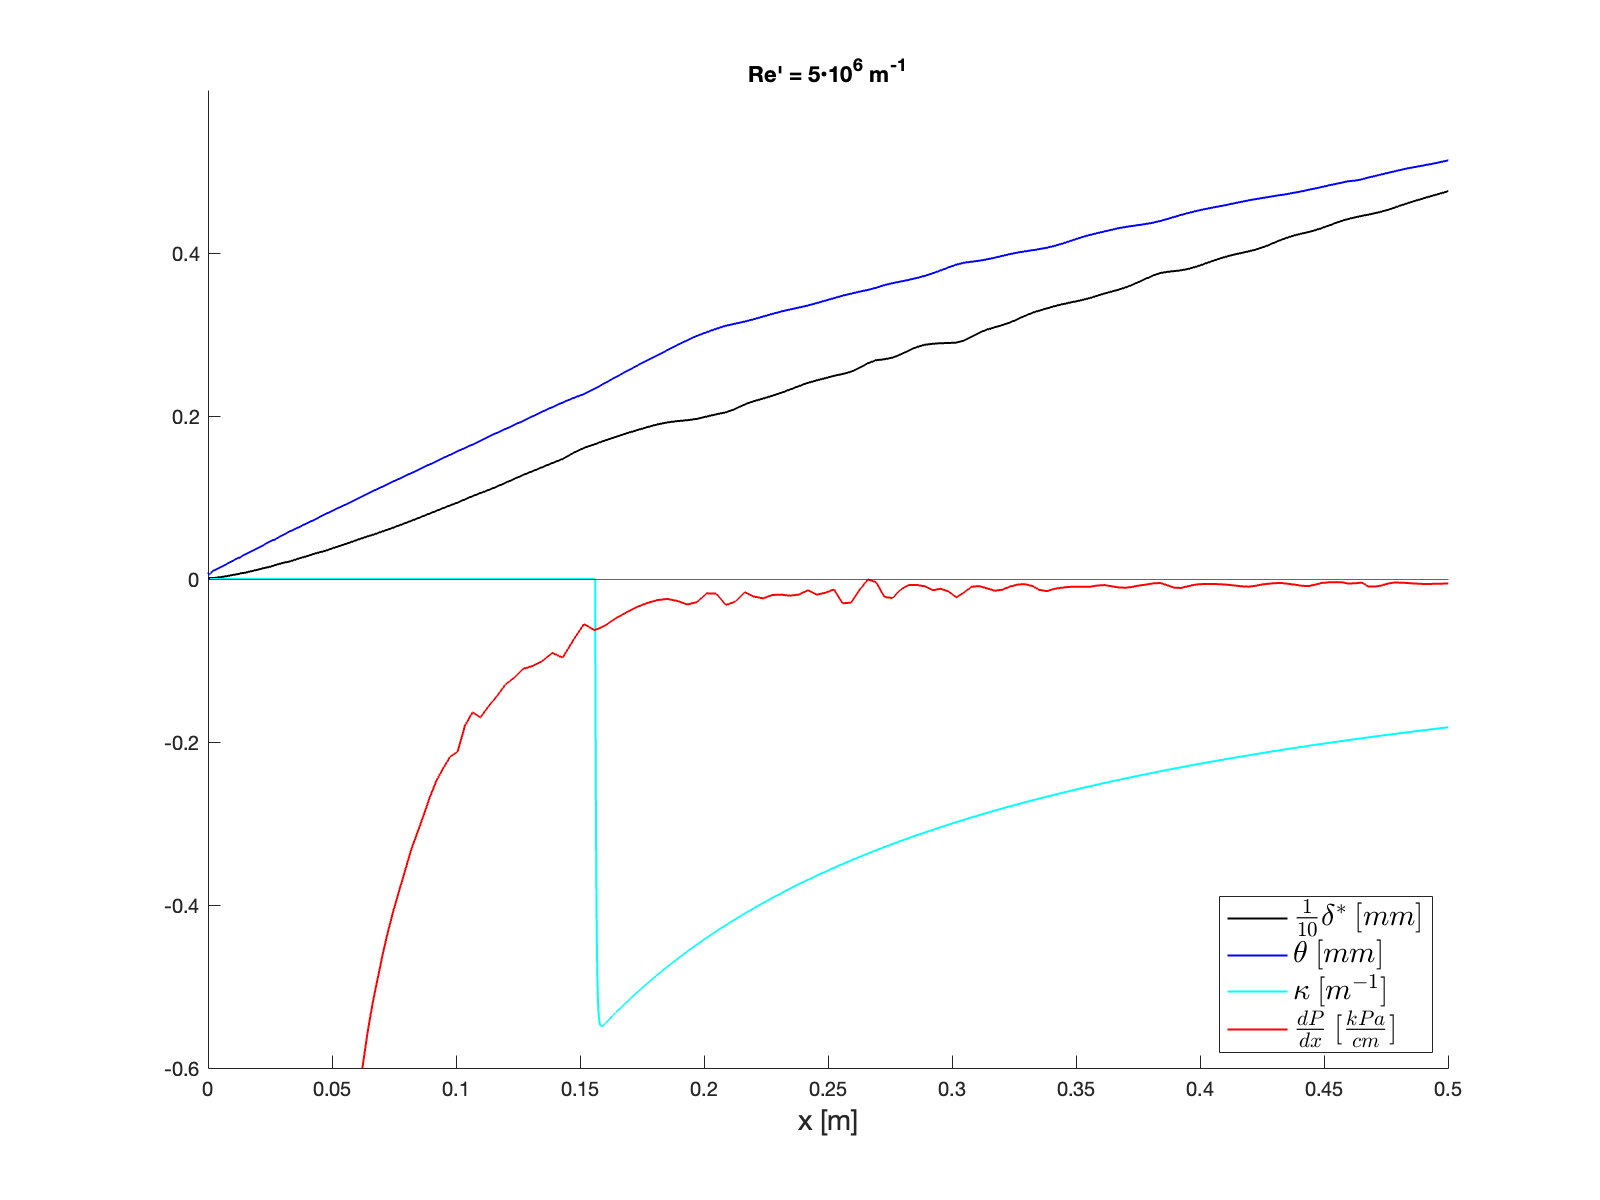 Re' = 5·10⁶ m⁻¹
0.4
0.2
0
-0.2
-0.4
-0.6
0 0.05 0.1 0.15 0.2 0.25 0.3 0.35 0.4 0.45 0.5
x [m]
1/10 δ* [mm]
θ [mm]
κ [m⁻¹]
dP/dx [kPa/cm]